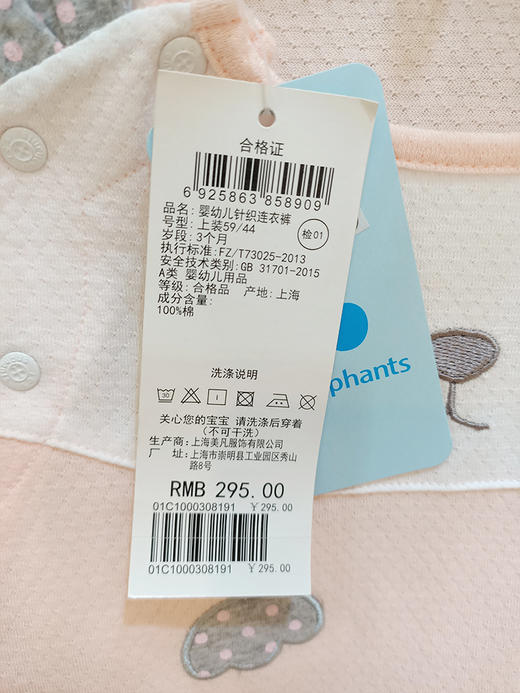 合格证
6 925863 858909
品名: 婴幼儿针织连衣裤
号型: 上装59/44
检01
岁段: 3个月
执行标准: FZ/T73025-2013
安全技术类别: GB 31701-2015
A类 婴幼儿用品
等级: 合格品 产地: 上海
成分含量:
100%棉
phants
洗涤说明
30
关心您的宝宝 请洗涤后穿着
(不可干洗)
生产商: 上海美凡服饰有限公司
厂 址: 上海市崇明县工业园区秀山
路8号
RMB 295.00
01C1000308191 ¥295.00
01C1000308191 ¥295.00